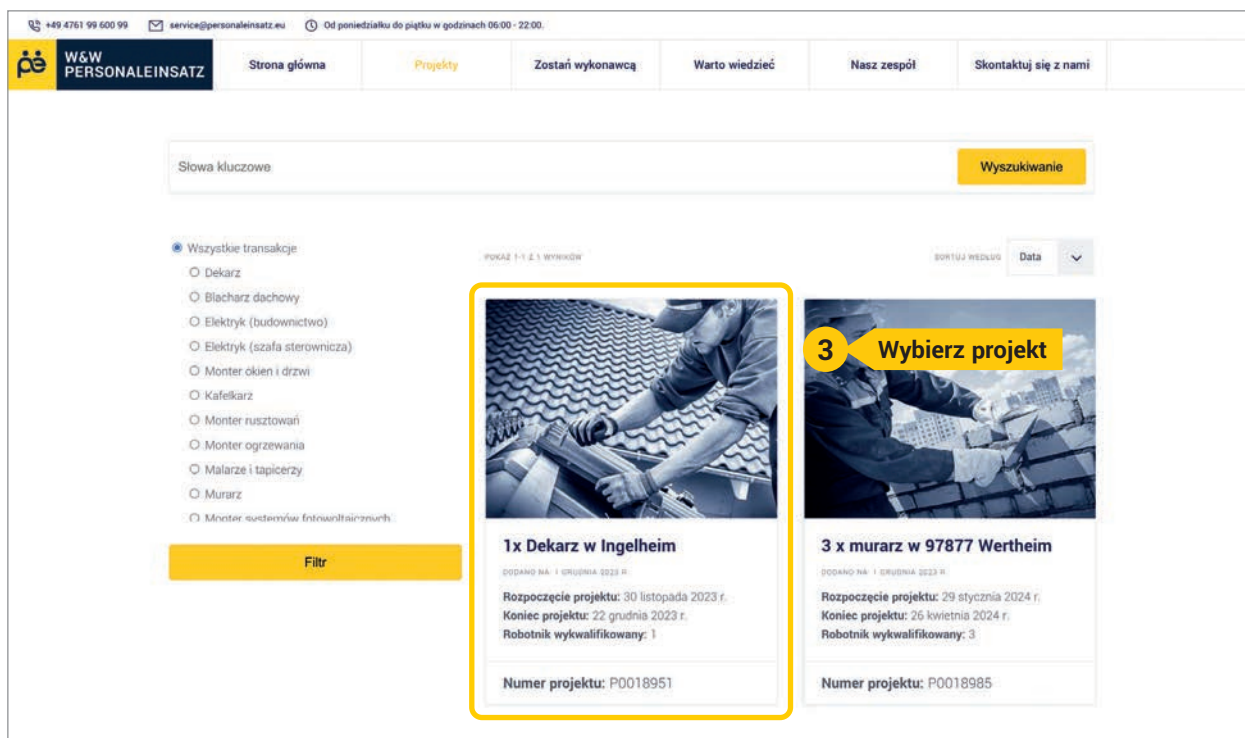 +49 4761 99 600 99 service@personaleinsatz.eu Od poniedziałku do piątku w godzinach 06:00 - 22:00.
pe W&W
PERSONALEINSATZ
Strona główna Projekty Zostań wykonawcą Warto wiedzieć Nasz zespół Skontaktuj się z nami
Słowa kluczowe Wyszukiwanie
Wszystkie transakcje
Dekarz
Blacharz dachowy
Elektryk (budownictwo)
Elektryk (szafa sterownicza)
Monter okien i drzwi
Kafelkarz
Monter rusztowań
Monter ogrzewania
Malarze i tapicerzy
Murarz
Monter systemów fotowoltaicznych
Filtr
POKAŻ 1-1 Z 1 WYNIKÓW
SORTUJ WEDŁUG Data
3 Wybierz projekt
1x Dekarz w Ingelheim
DODANO NA: 1 GRUDNIA 2023 R.
Rozpoczęcie projektu: 30 listopada 2023 r.
Koniec projektu: 22 grudnia 2023 r.
Robotnik wykwalifikowany: 1
Numer projektu: P0018951
3 x murarz w 97877 Wertheim
DODANO NA: 1 GRUDNIA 2023 R.
Rozpoczęcie projektu: 29 stycznia 2024 r.
Koniec projektu: 26 kwietnia 2024 r.
Robotnik wykwalifikowany: 3
Numer projektu: P0018985